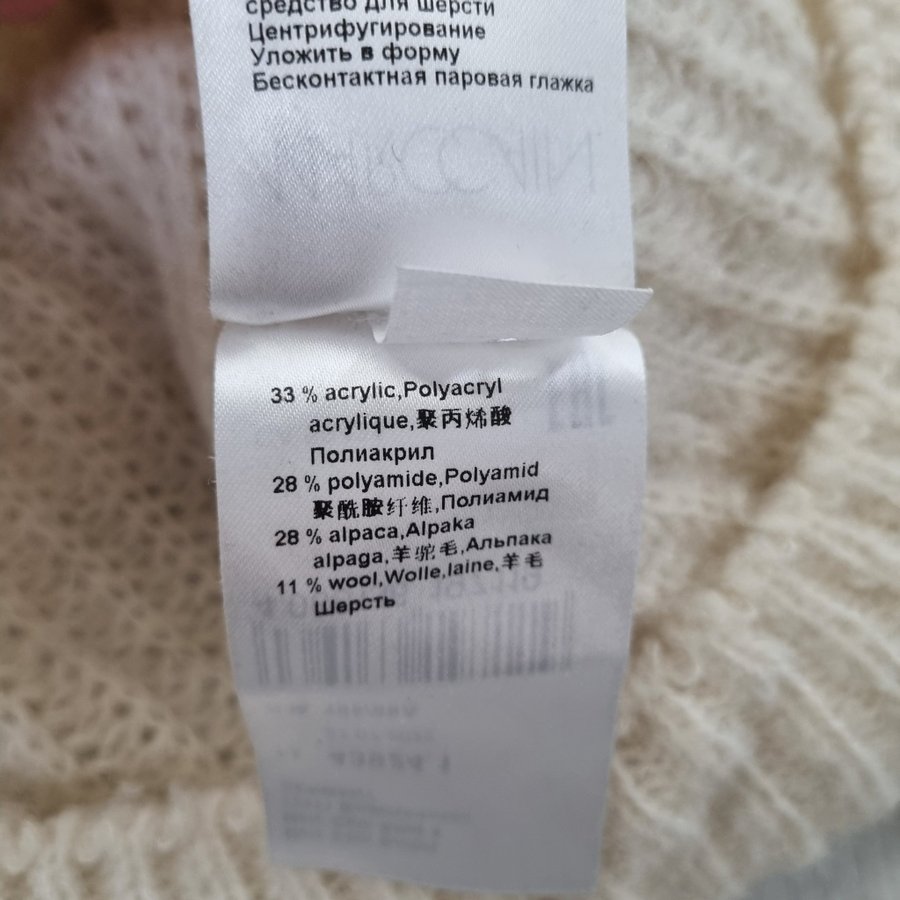 средство для шерсти
Центрифугирование
Уложить в форму
Бесконтактная паровая глажка
33 % acrylic,Polyacryl
acrylique,聚丙烯酸
Полиакрил
28 % polyamide,Polyamid
聚酰胺纤维,Полиамид
28 % alpaca,Alpaka
alpaga,羊驼毛,Альпака
11 % wool,Wolle,laine,羊毛
Шерсть